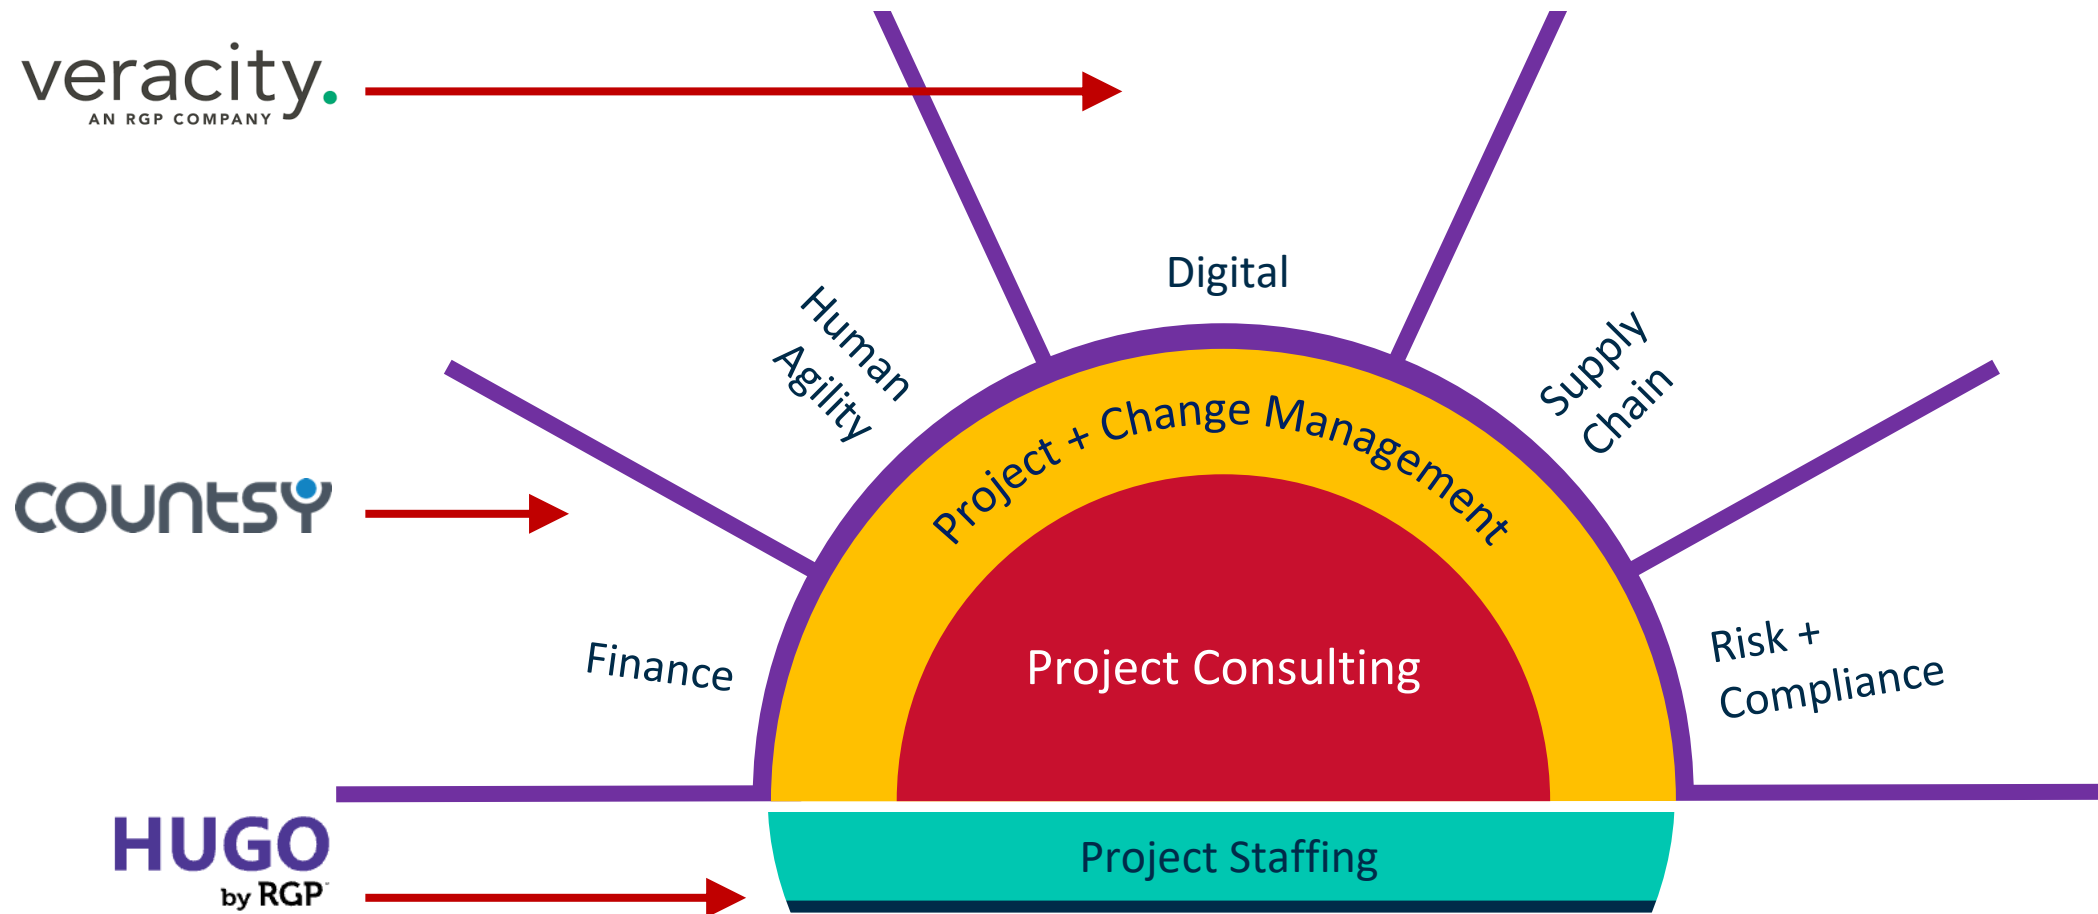 veracity.
AN RGP COMPANY
Digital
Human
Agility
Supply
Chain
Project + Change Management
COUNTSY
Project Consulting
Finance
Risk +
Compliance
HUGO
by RGP
Project Staffing